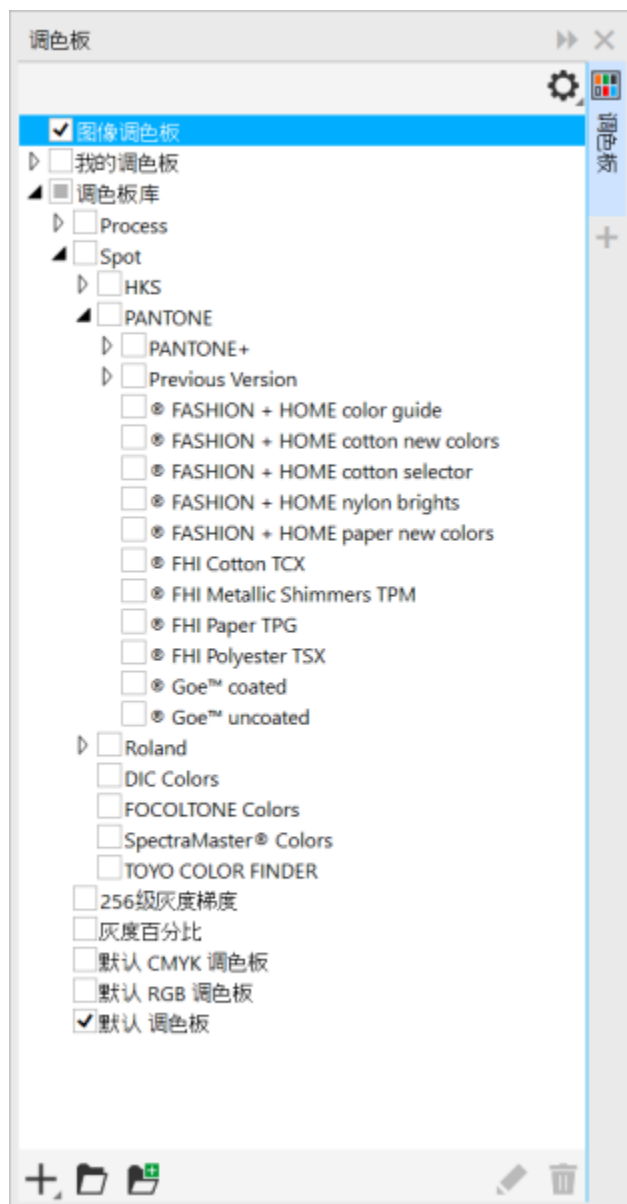 调色板
调色板
图像调色板
我的调色板
调色板库
Process
Spot
HKS
PANTONE
PANTONE+
Previous Version
® FASHION + HOME color guide
® FASHION + HOME cotton new colors
® FASHION + HOME cotton selector
® FASHION + HOME nylon brights
® FASHION + HOME paper new colors
® FHI Cotton TCX
® FHI Metallic Shimmers TPM
® FHI Paper TPG
® FHI Polyester TSX
® Goe™ coated
® Goe™ uncoated
Roland
DIC Colors
FOCOLTONE Colors
SpectraMaster® Colors
TOYO COLOR FINDER
256级灰度梯度
灰度百分比
默认 CMYK 调色板
默认 RGB 调色板
默认 调色板